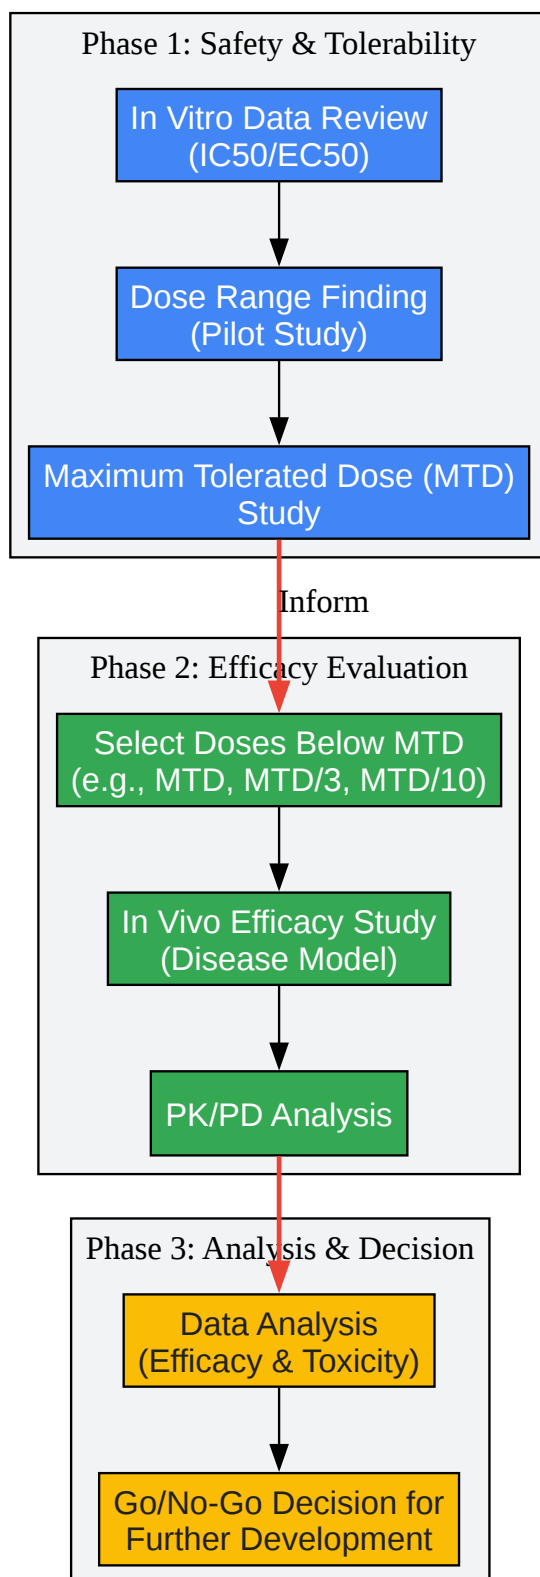 Phase 1: Safety & Tolerability
In Vitro Data Review
(IC50/EC50)
Dose Range Finding
(Pilot Study)
Maximum Tolerated Dose (MTD)
Study
Inform
Phase 2: Efficacy Evaluation
Select Doses Below MTD
(e.g., MTD, MTD/3, MTD/10)
In Vivo Efficacy Study
(Disease Model)
PK/PD Analysis
Phase 3: Analysis & Decision
Data Analysis
(Efficacy & Toxicity)
Go/No-Go Decision for
Further Development